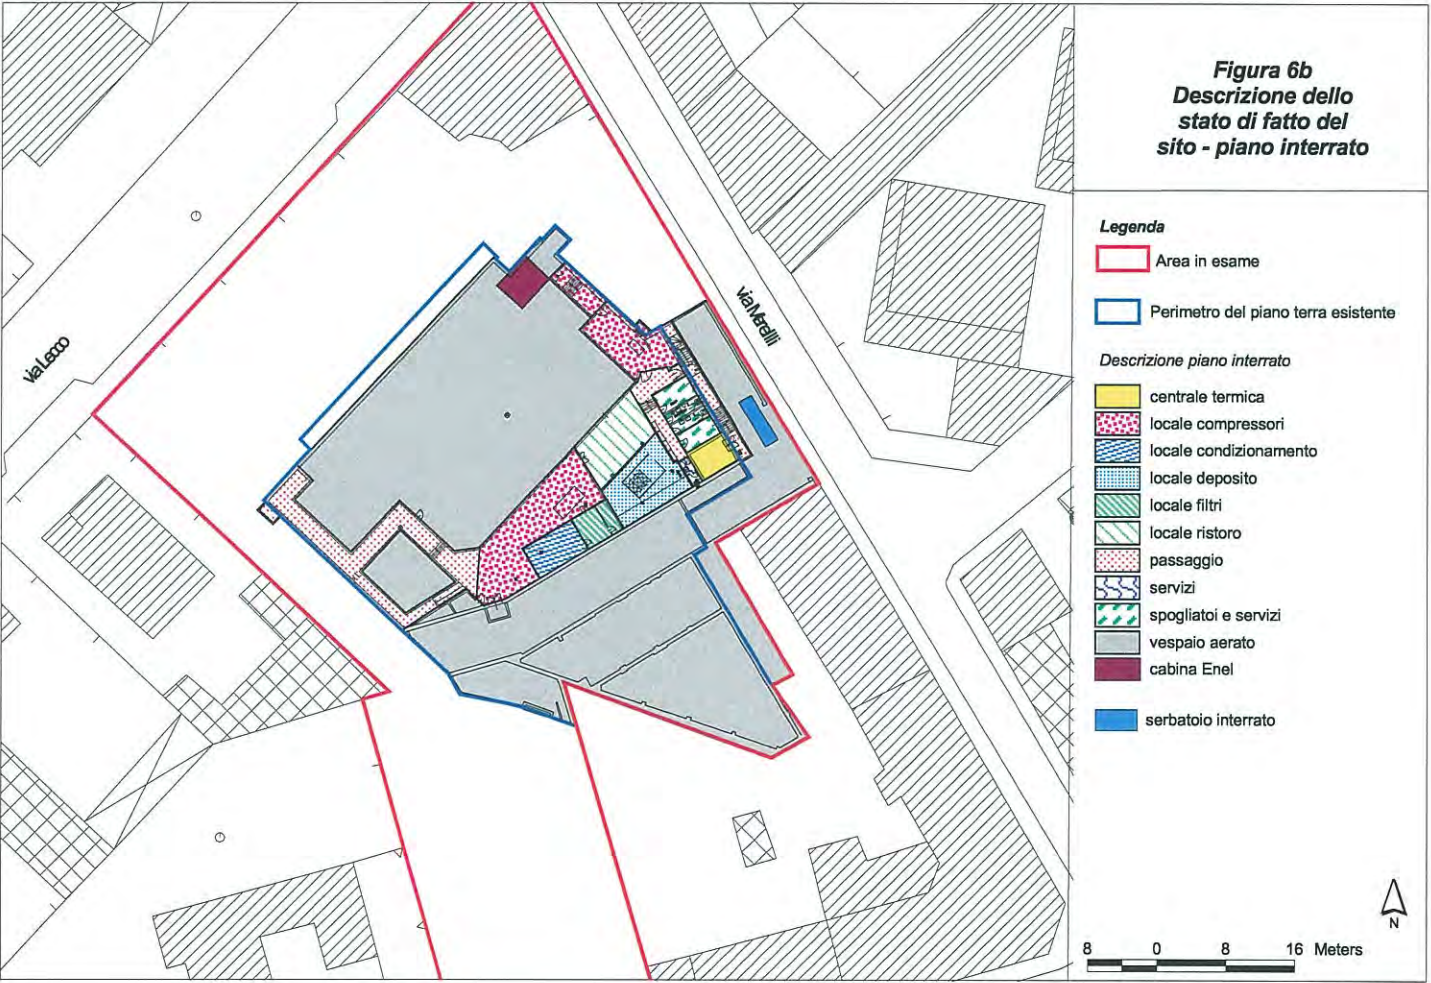 Figura 6b
Descrizione dello
stato di fatto del
sito - piano interrato
Legenda
Area in esame
Perimetro del piano terra esistente
Descrizione piano interrato
centrale termica
locale compressori
locale condizionamento
locale deposito
locale filtri
locale ristoro
passaggio
servizi
spogliatoi e servizi
vespaio aerato
cabina Enel
serbatoio interrato
N
8 0 8 16 Meters
via Lecco
via Marelli